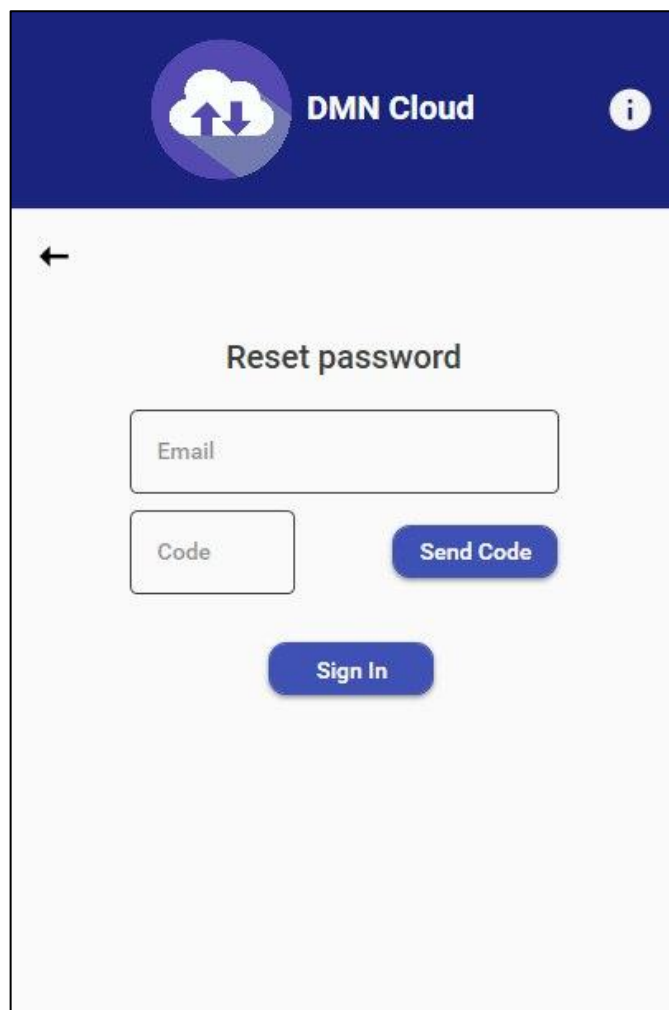 DMN Cloud
i
Reset password
Email
Code
Send Code
Sign In